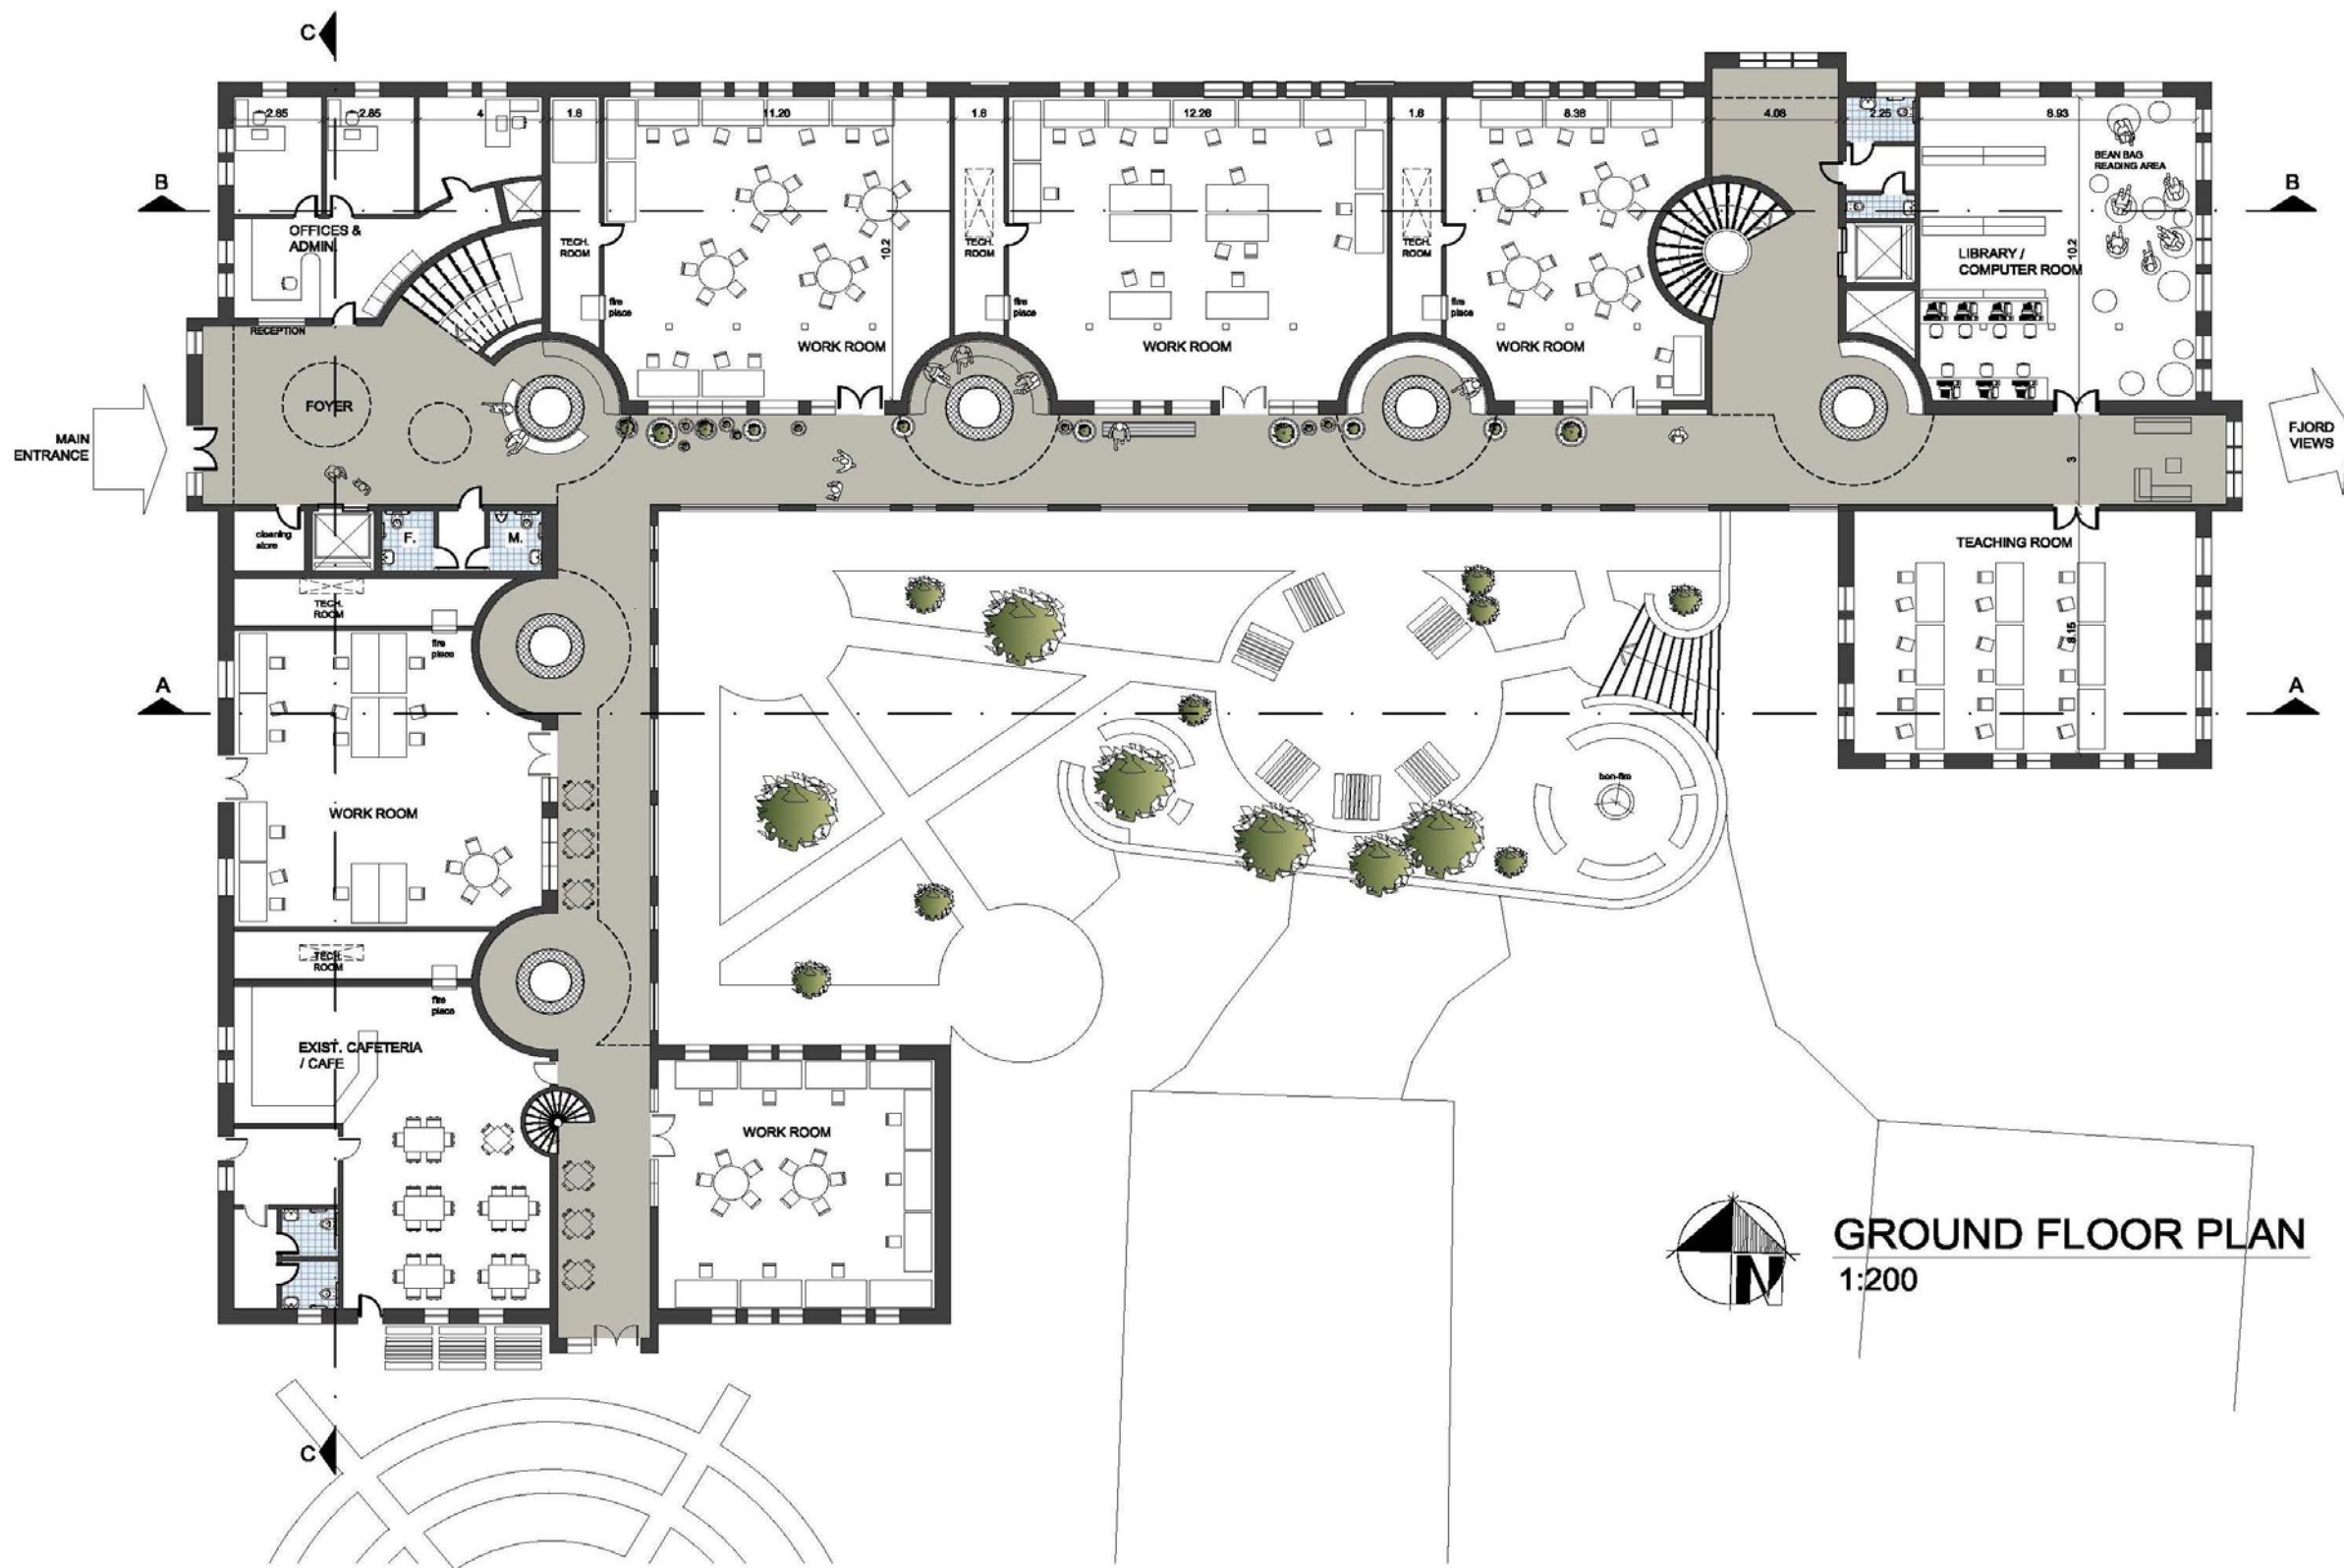 C
2.85
2.85
4
1.8
11.20
1.8
12.26
1.8
8.38
4.08
2.25
8.93
BEAN BAG
READING AREA
B
B
OFFICES &
ADMIN.
TECH.
ROOM
10.2
TECH.
ROOM
TECH.
ROOM
LIBRARY /
COMPUTER ROOM
10.2
fire
place
fire
place
fire
place
RECEPTION
WORK ROOM
WORK ROOM
WORK ROOM
FOYER
MAIN
ENTRANCE
FJORD
VIEWS
3
cleaning
store
F.
M.
TEACHING ROOM
TECH.
ROOM
fire
place
8.15
A
A
bon-fire
WORK ROOM
TECH.
ROOM
fire
place
EXIST. CAFETERIA
/ CAFE
WORK ROOM
N
GROUND FLOOR PLAN
1:200
C